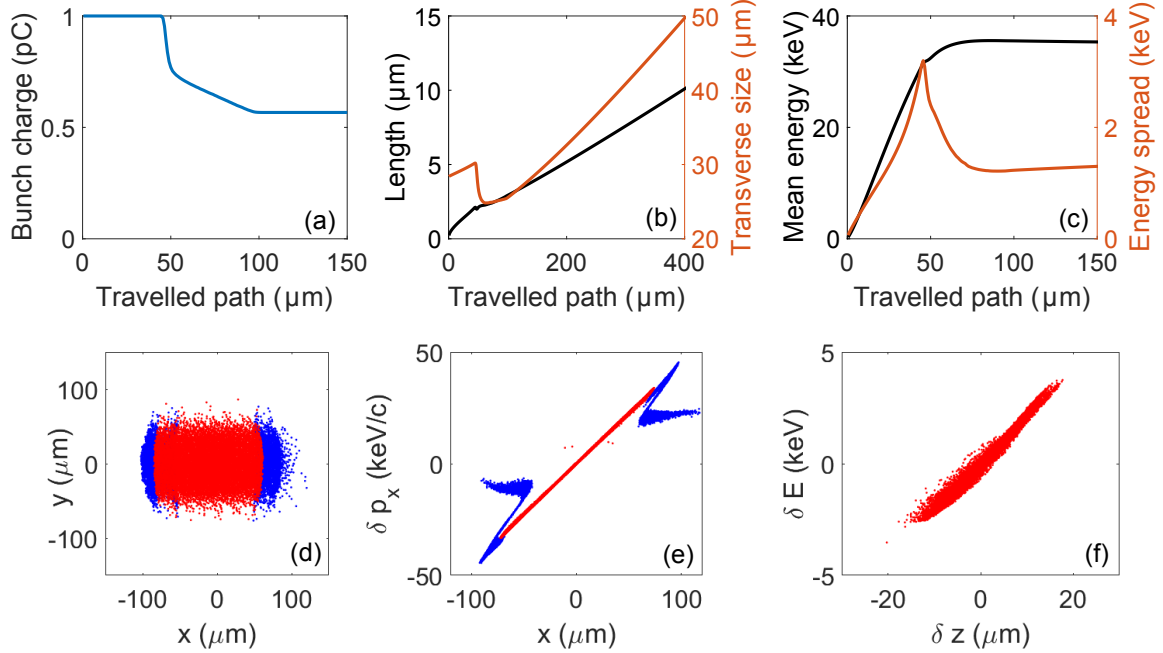 Bunch charge (pC)
1
0.5
0
0 50 100 150
Travelled path (μm)
(a)
Length (μm)
15
10
5
0
0 200 400
Travelled path (μm)
50
40
30
20
Transverse size (μm)
(b)
Mean energy (keV)
40
20
0
0 50 100 150
Travelled path (μm)
4
2
0
Energy spread (keV)
(c)
y (μm)
100
0
-100
-100 0 100
x (μm)
(d)
δ pₓ (keV/c)
50
0
-50
-100 0 100
x (μm)
(e)
δ E (keV)
5
0
-5
-20 0 20
δ z (μm)
(f)